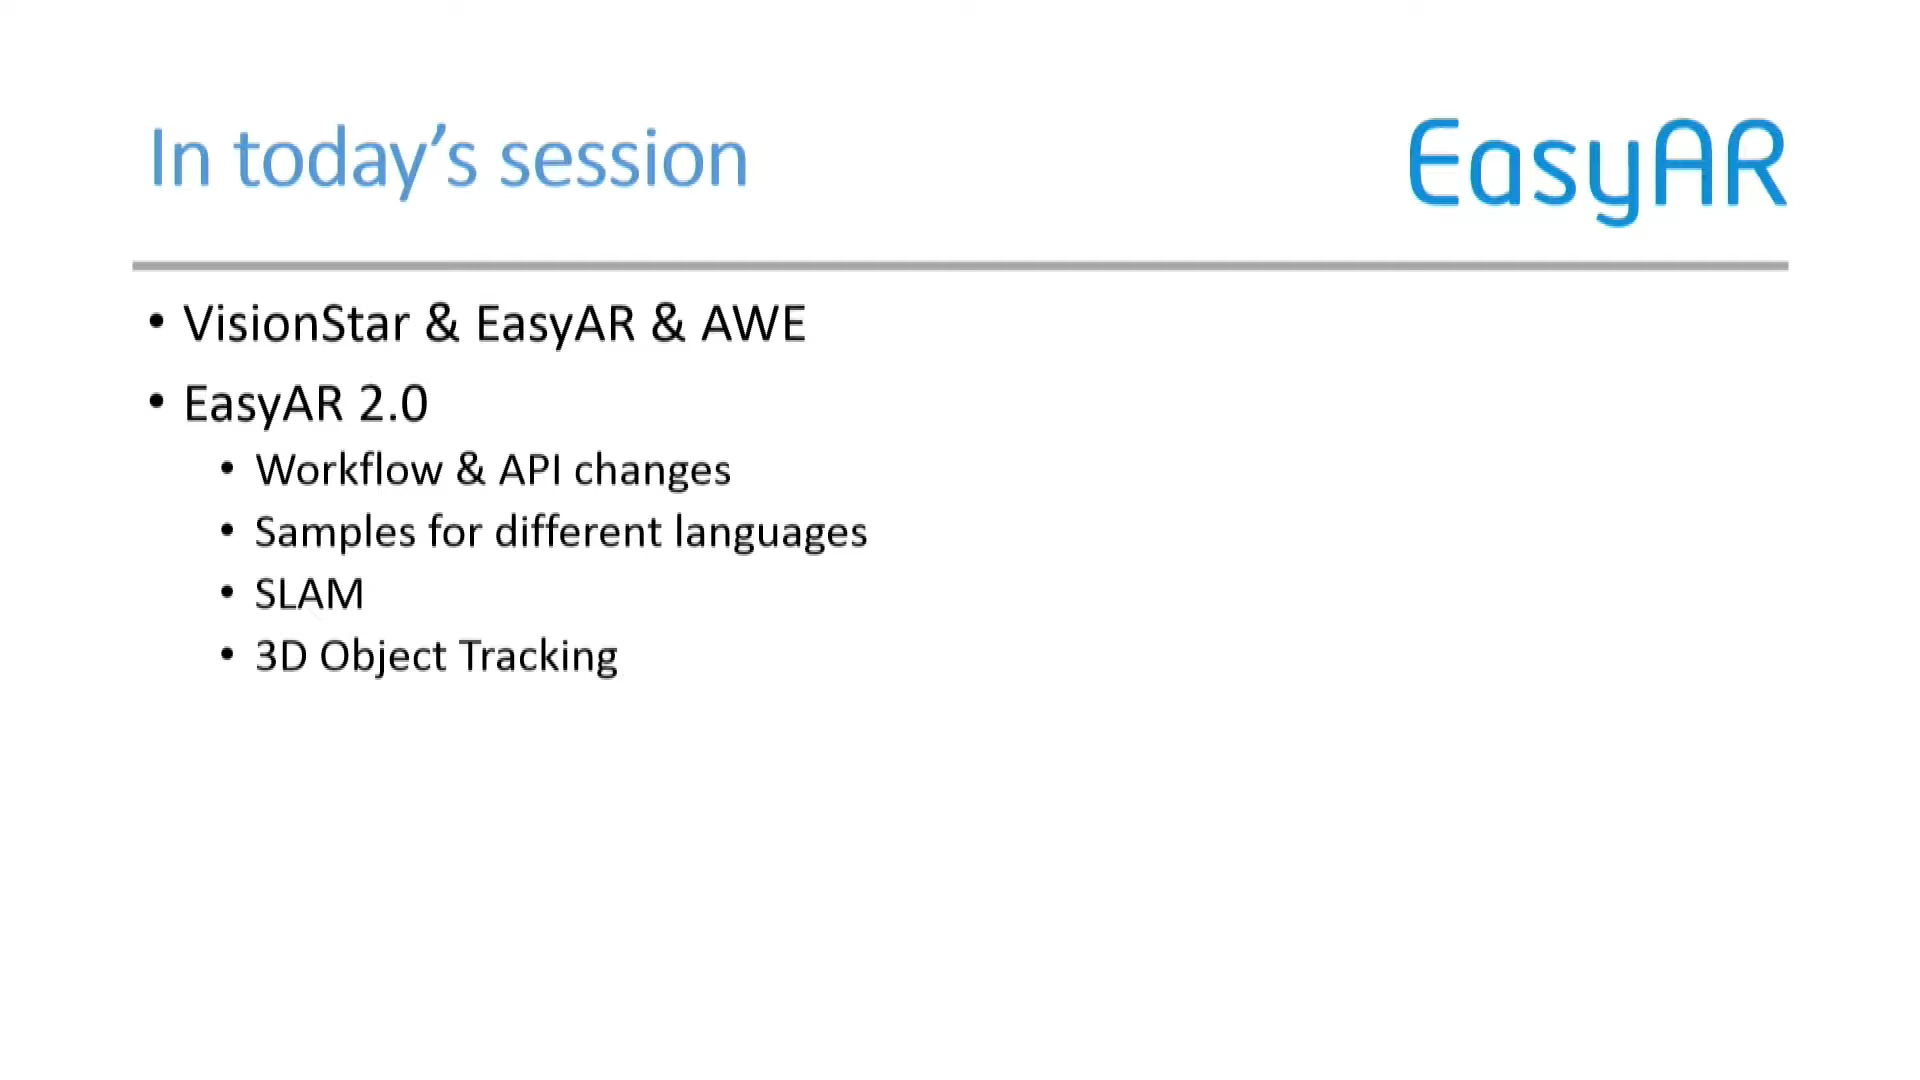 In today’s session
EasyAR
• VisionStar & EasyAR & AWE
• EasyAR 2.0
• Workflow & API changes
• Samples for different languages
• SLAM
• 3D Object Tracking